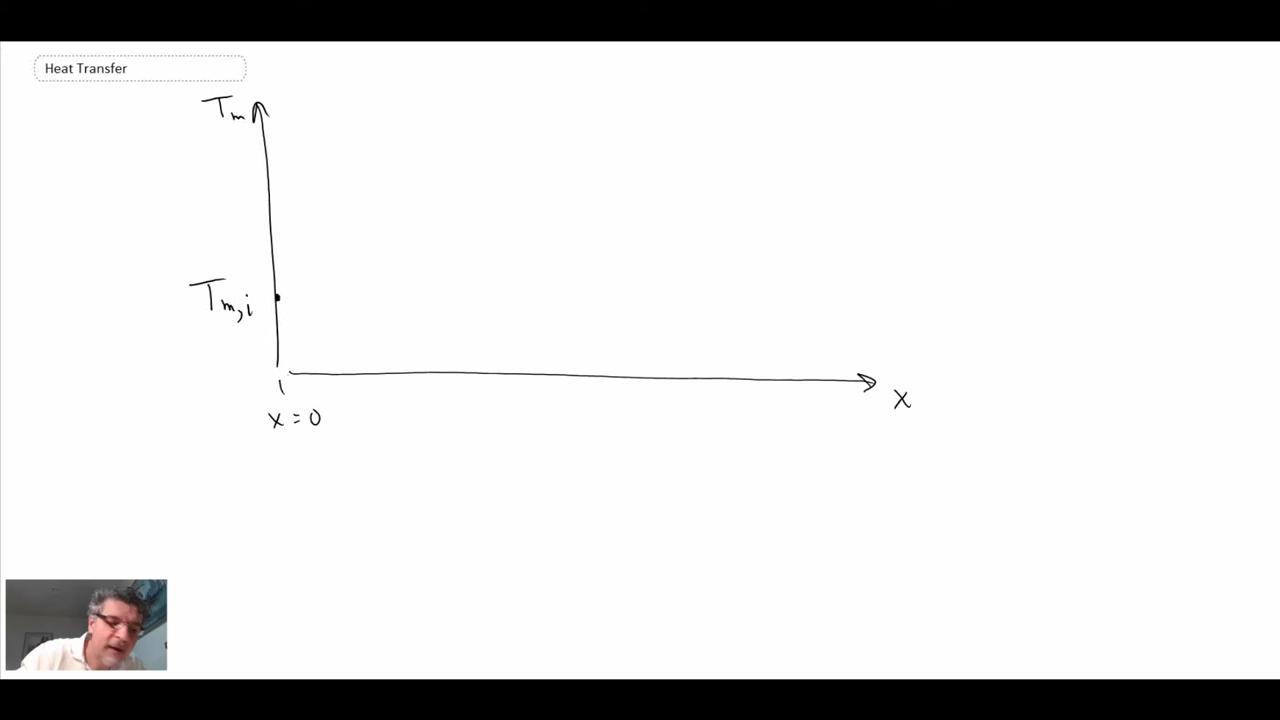 Heat Transfer
Tm
Tm,i
x
x = 0